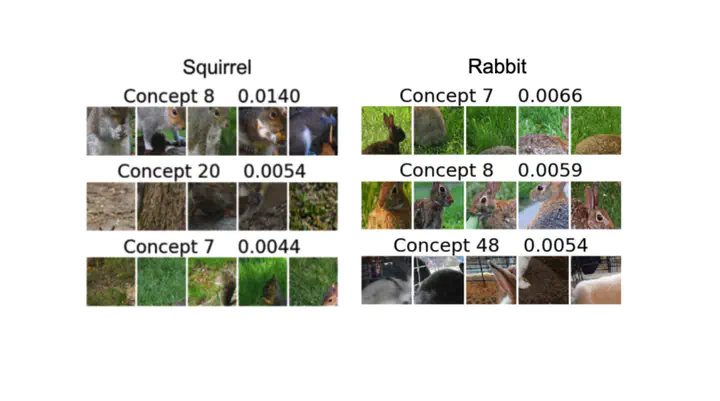 Squirrel
Concept 8 0.0140
Concept 20 0.0054
Concept 7 0.0044
Rabbit
Concept 7 0.0066
Concept 8 0.0059
Concept 48 0.0054